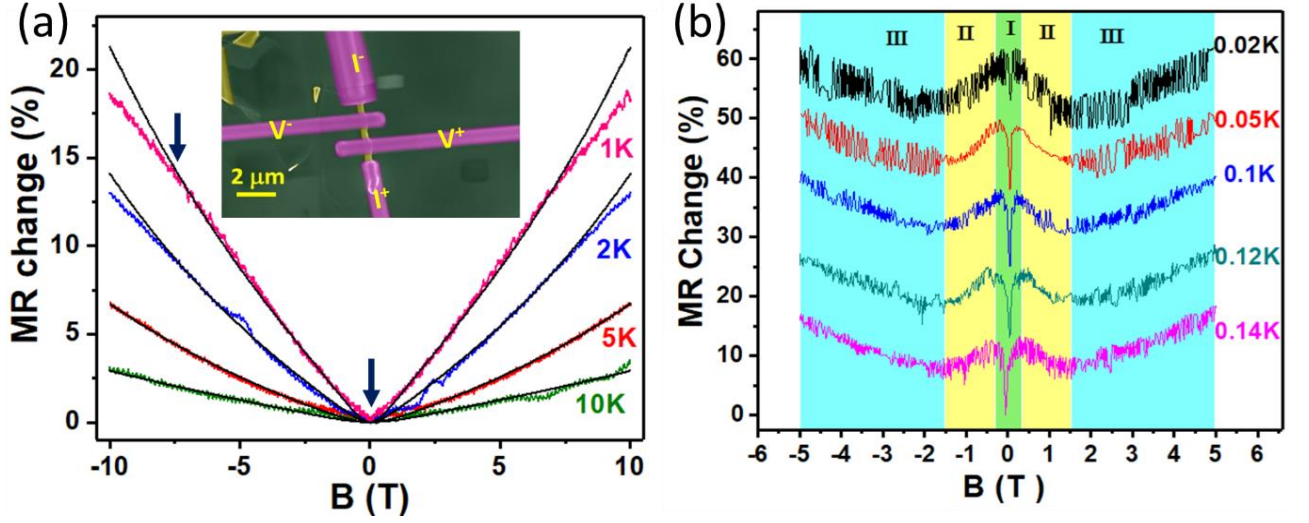 (a)
MR change (%)
20
15
10
5
0
-10
-5
0
5
10
B (T)
I-
V-
V+
I+
2 μm
1K
2K
5K
10K
(b)
MR Change (%)
60
50
40
30
20
10
0
-6 -5 -4 -3 -2 -1 0 1 2 3 4 5 6
B (T )
III
II
I
II
III
0.02K
0.05K
0.1K
0.12K
0.14K